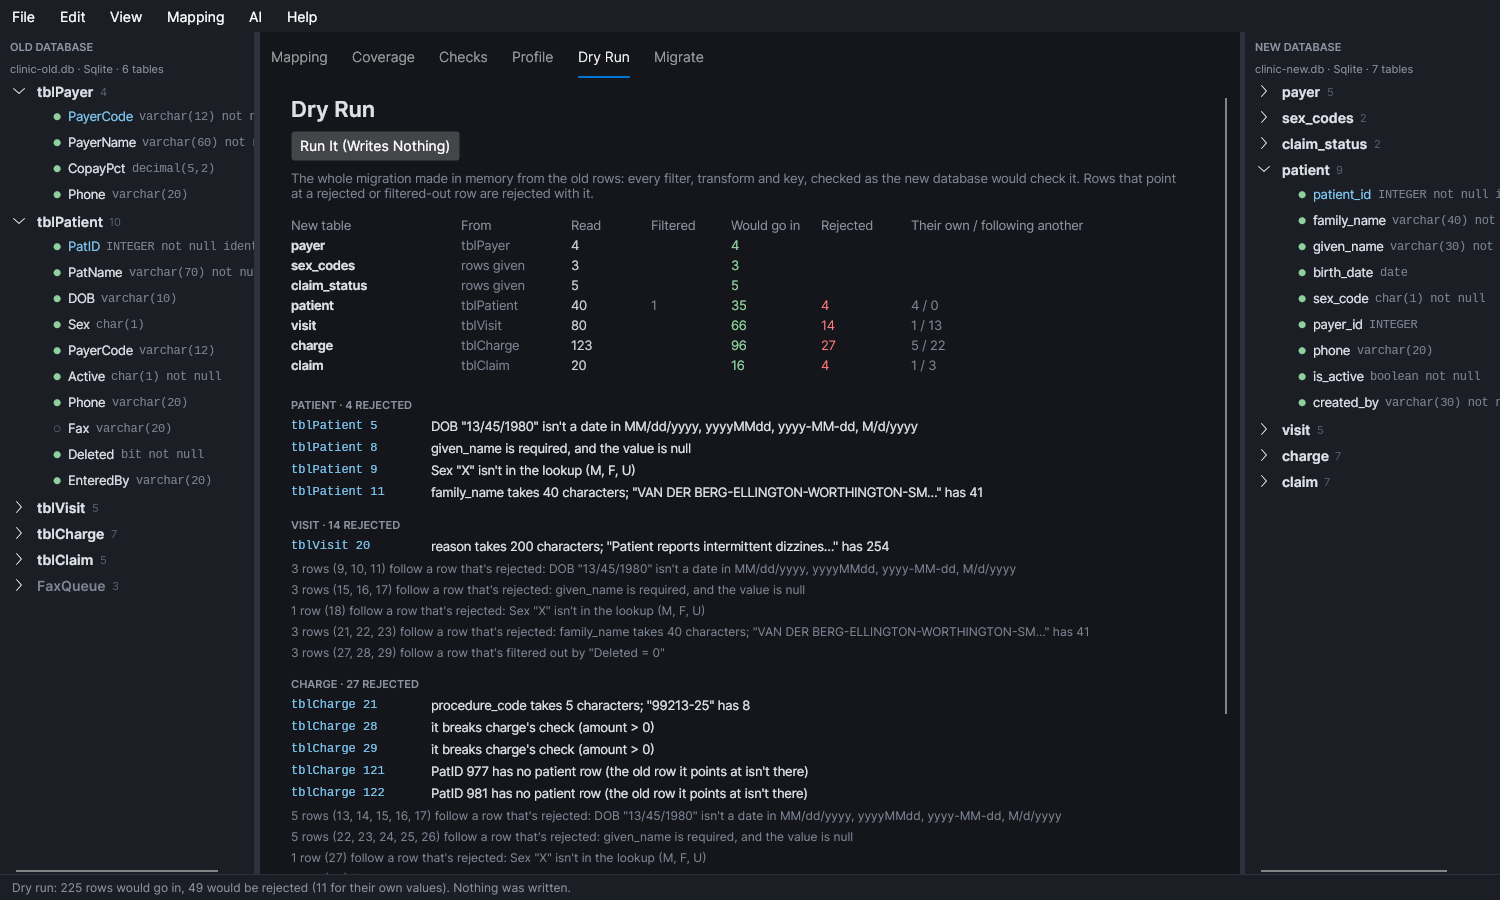 File Edit View Mapping AI Help
OLD DATABASE
clinic-old.db · Sqlite · 6 tables
tblPayer 4
PayerCode varchar(12) not
PayerName varchar(60) not
CopayPct decimal(5,2)
Phone varchar(20)
tblPatient 10
PatID INTEGER not null
PatName varchar(70) not
DOB varchar(10)
Sex char(1)
PayerCode varchar(12)
Active char(1) not null
Phone varchar(20)
Fax varchar(20)
Deleted bit not null
EnteredBy varchar(20)
tblVisit 5
tblCharge 7
tblClaim 5
FaxQueue 3
Mapping Coverage Checks Profile Dry Run Migrate
Dry Run
Run It (Writes Nothing)
The whole migration made in memory from the old rows: every filter, transform and key, checked as the new database would check it. Rows that point
at a rejected or filtered-out row are rejected with it.
New table From Read Filtered Would go in Rejected Their own / following another
payer tblPayer 4 4
sex_codes rows given 3 3
claim_status rows given 5 5
patient tblPatient 40 1 35 4 4 / 0
visit tblVisit 80 66 14 1 / 13
charge tblCharge 123 96 27 5 / 22
claim tblClaim 20 16 4 1 / 3
PATIENT · 4 REJECTED
tblPatient 5 DOB "13/45/1980" isn't a date in MM/dd/yyyy, yyyyMMdd, yyyy-MM-dd, M/d/yyyy
tblPatient 8 given_name is required, and the value is null
tblPatient 9 Sex "X" isn't in the lookup (M, F, U)
tblPatient 11 family_name takes 40 characters; "VAN DER BERG-ELLINGTON-WORTHINGTON-SM..." has 41
VISIT · 14 REJECTED
tblVisit 20 reason takes 200 characters; "Patient reports intermittent dizzines..." has 254
3 rows (9, 10, 11) follow a row that's rejected: DOB "13/45/1980" isn't a date in MM/dd/yyyy, yyyyMMdd, yyyy-MM-dd, M/d/yyyy
3 rows (15, 16, 17) follow a row that's rejected: given_name is required, and the value is null
1 row (18) follow a row that's rejected: Sex "X" isn't in the lookup (M, F, U)
3 rows (21, 22, 23) follow a row that's rejected: family_name takes 40 characters; "VAN DER BERG-ELLINGTON-WORTHINGTON-SM..." has 41
3 rows (27, 28, 29) follow a row that's filtered out by "Deleted = 0"
CHARGE · 27 REJECTED
tblCharge 21 procedure_code takes 5 characters; "99213-25" has 8
tblCharge 28 it breaks charge's check (amount > 0)
tblCharge 29 it breaks charge's check (amount > 0)
tblCharge 121 PatID 977 has no patient row (the old row it points at isn't there)
tblCharge 122 PatID 981 has no patient row (the old row it points at isn't there)
5 rows (13, 14, 15, 16, 17) follow a row that's rejected: DOB "13/45/1980" isn't a date in MM/dd/yyyy, yyyyMMdd, yyyy-MM-dd, M/d/yyyy
5 rows (22, 23, 24, 25, 26) follow a row that's rejected: given_name is required, and the value is null
1 row (27) follow a row that's rejected: Sex "X" isn't in the lookup (M, F, U)
NEW DATABASE
clinic-new.db · Sqlite · 7 tables
payer 5
sex_codes 2
claim_status 2
patient 9
patient_id INTEGER not null
family_name varchar(40) not
given_name varchar(30) not
birth_date date
sex_code char(1) not null
payer_id INTEGER
phone varchar(20)
is_active boolean not null
created_by varchar(30) not
visit 5
charge 7
claim 7
Dry run: 225 rows would go in, 49 would be rejected (11 for their own values). Nothing was written.